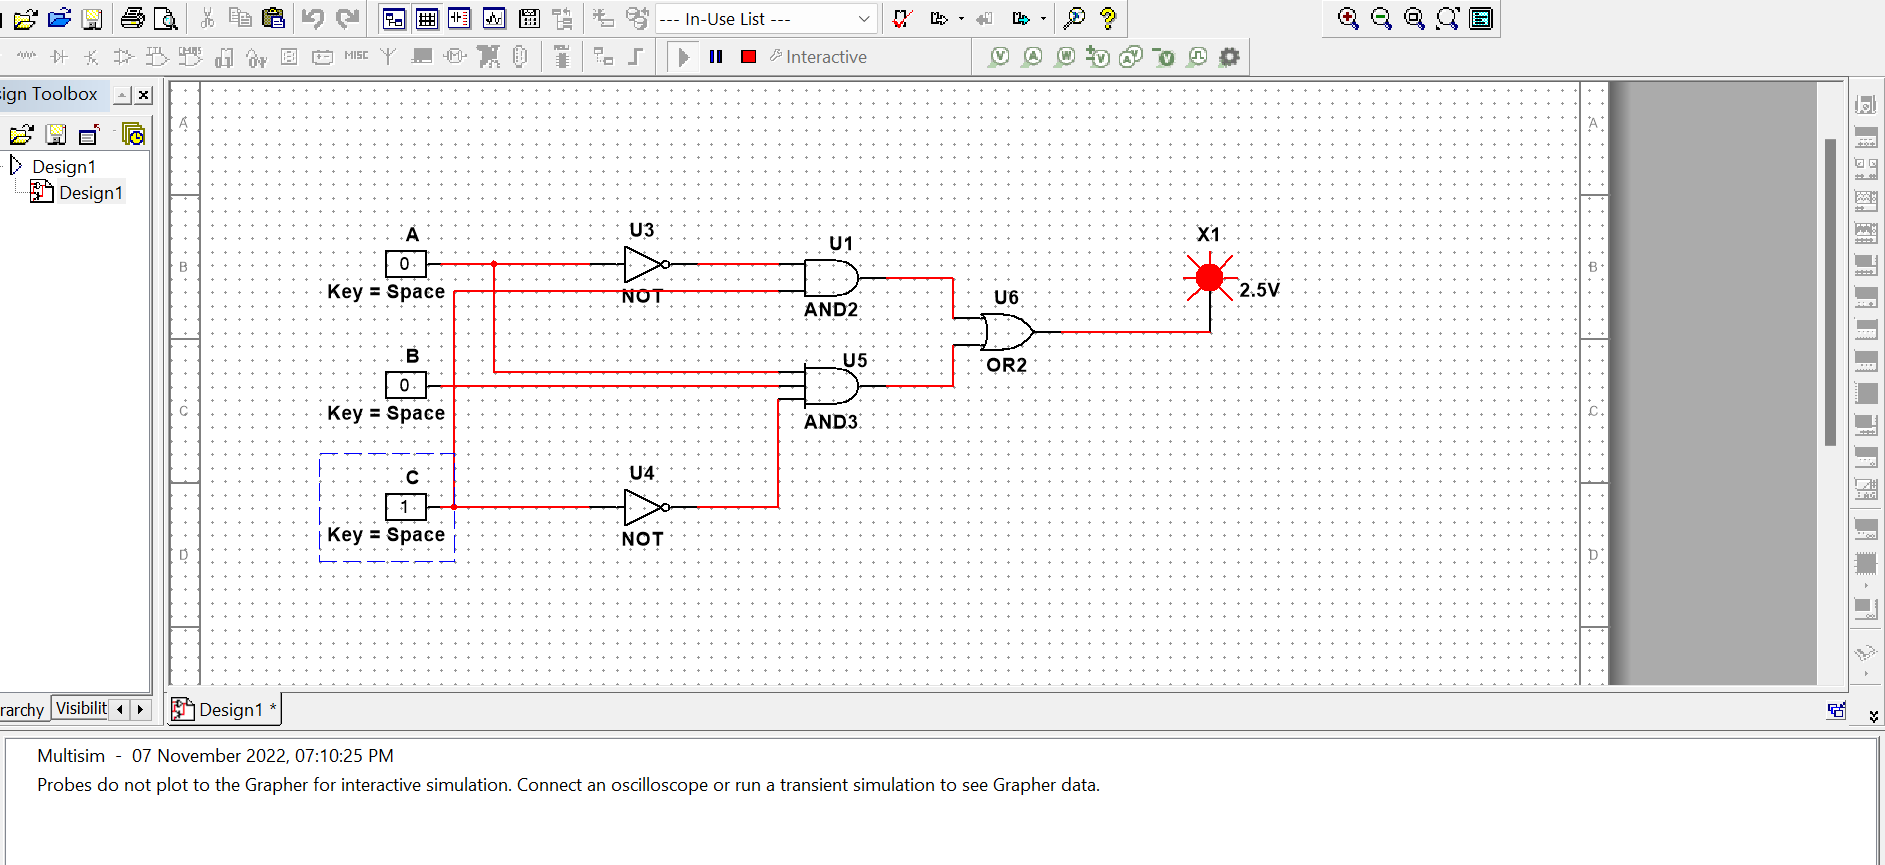 --- In-Use List ---
MISC
Interactive
ign Toolbox
Design1
Design1
rarchy
Visibilit
A
A
B
B
C
C
D
D
A
0
Key = Space
U3
NOT
U1
AND2
X1
2.5V
U6
OR2
B
0
Key = Space
U5
AND3
C
1
Key = Space
U4
NOT
Design1 *
Multisim - 07 November 2022, 07:10:25 PM
Probes do not plot to the Grapher for interactive simulation. Connect an oscilloscope or run a transient simulation to see Grapher data.